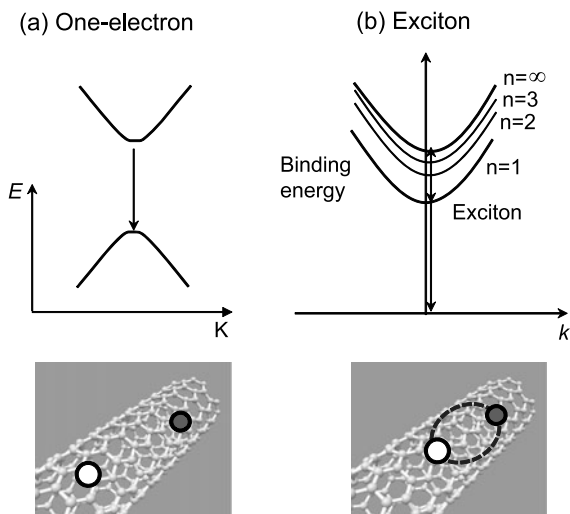 (a) One-electron
(b) Exciton
E
K
n=∞
n=3
n=2
n=1
Binding
energy
Exciton
k